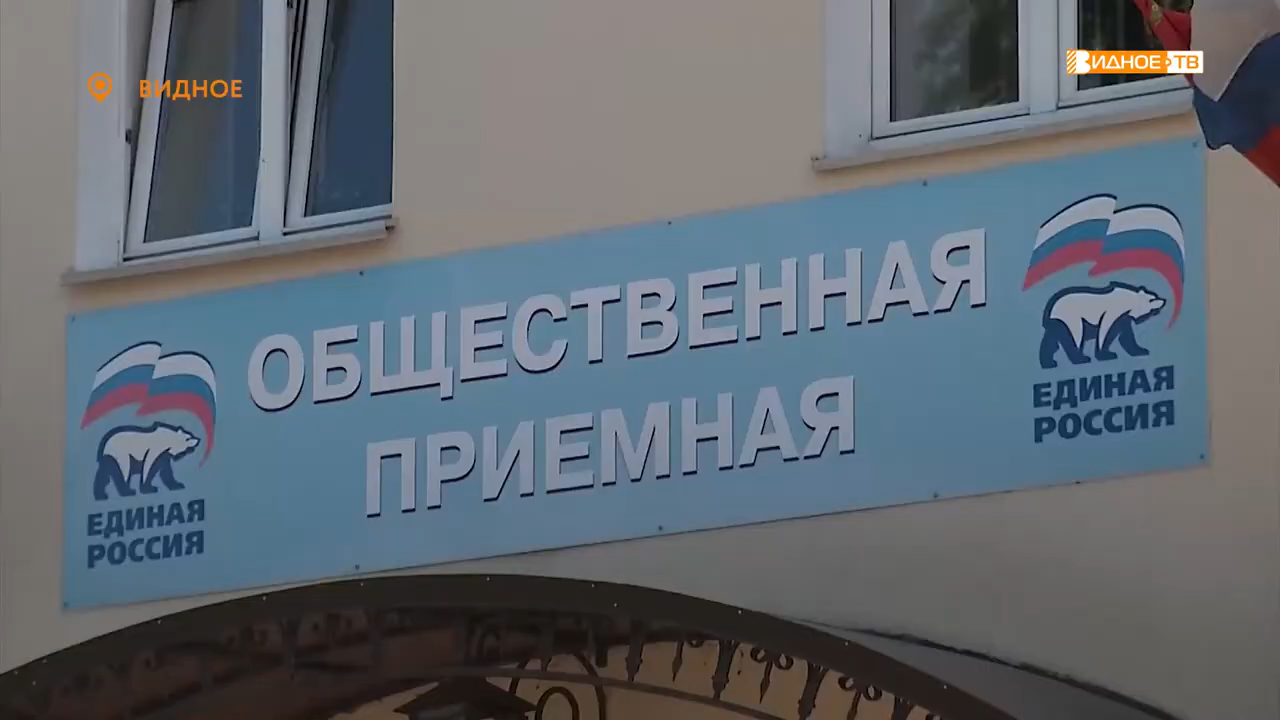 ВИДНОЕ
ВИДНОЕ ТВ
ОБЩЕСТВЕННАЯ
ПРИЕМНАЯ
ЕДИНАЯ
РОССИЯ
ЕДИНАЯ
РОССИЯ